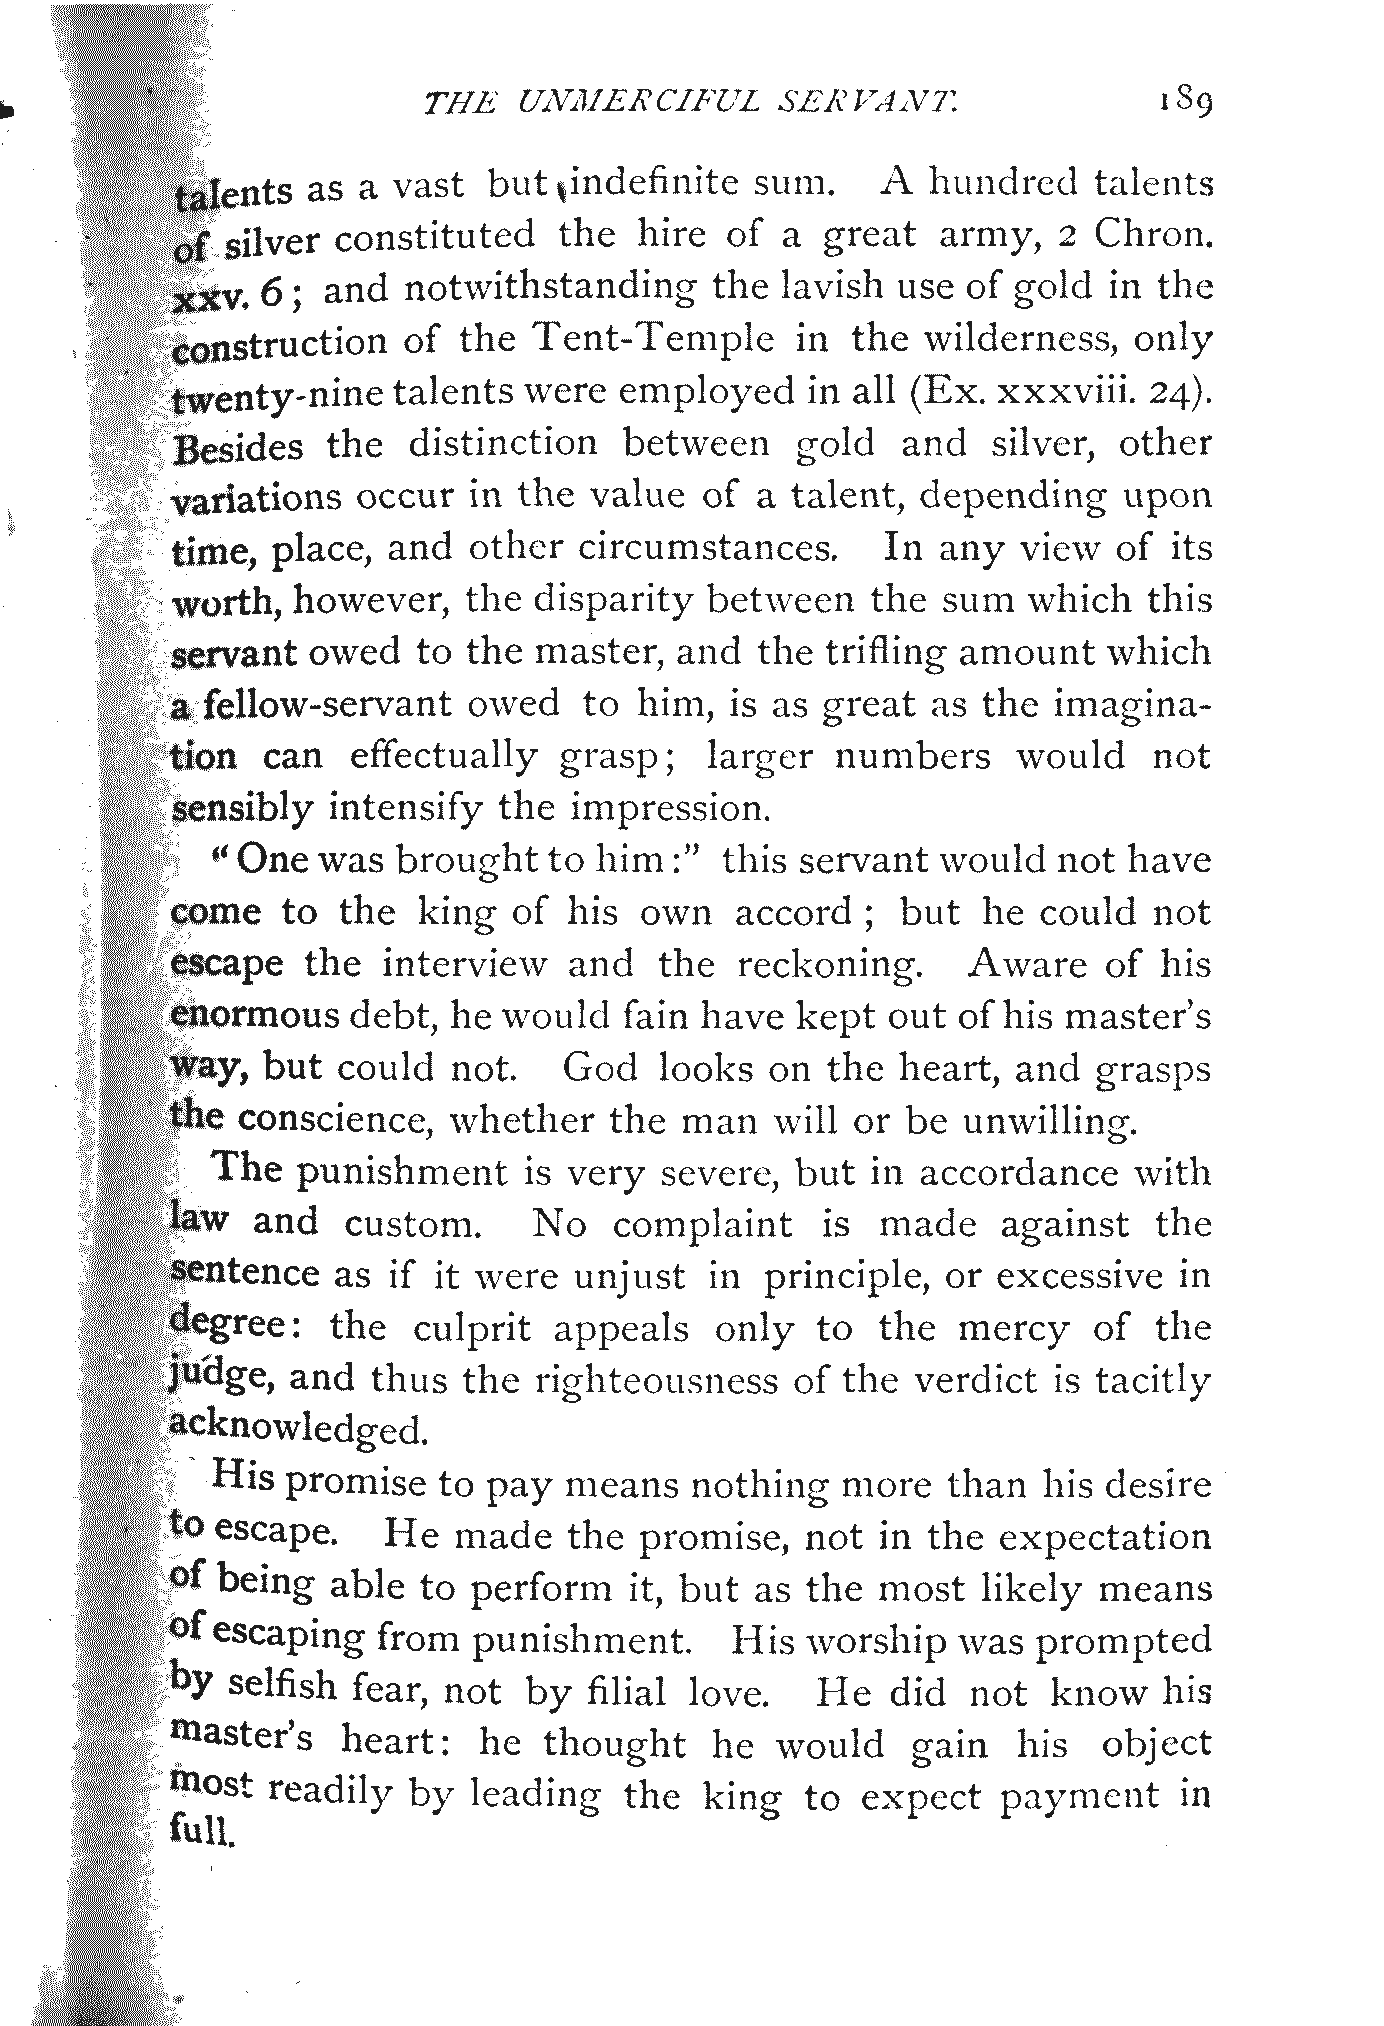 THE UNMERCIFUL SERVANT. 189
talents as a vast but indefinite sum. A hundred talents
of silver constituted the hire of a great army, 2 Chron.
xxv. 6; and notwithstanding the lavish use of gold in the
construction of the Tent-Temple in the wilderness, only
twenty-nine talents were employed in all (Ex. xxxviii. 24).
Besides the distinction between gold and silver, other
variations occur in the value of a talent, depending upon
time, place, and other circumstances. In any view of its
worth, however, the disparity between the sum which this
servant owed to the master, and the trifling amount which
a fellow-servant owed to him, is as great as the imagina-
tion can effectually grasp; larger numbers would not
sensibly intensify the impression.
"One was brought to him:" this servant would not have
come to the king of his own accord; but he could not
escape the interview and the reckoning. Aware of his
enormous debt, he would fain have kept out of his master's
way, but could not. God looks on the heart, and grasps
the conscience, whether the man will or be unwilling.
The punishment is very severe, but in accordance with
law and custom. No complaint is made against the
sentence as if it were unjust in principle, or excessive in
degree: the culprit appeals only to the mercy of the
judge, and thus the righteousness of the verdict is tacitly
acknowledged.
His promise to pay means nothing more than his desire
to escape. He made the promise, not in the expectation
of being able to perform it, but as the most likely means
of escaping from punishment. His worship was prompted
by selfish fear, not by filial love. He did not know his
master's heart: he thought he would gain his object
most readily by leading the king to expect payment in
full.